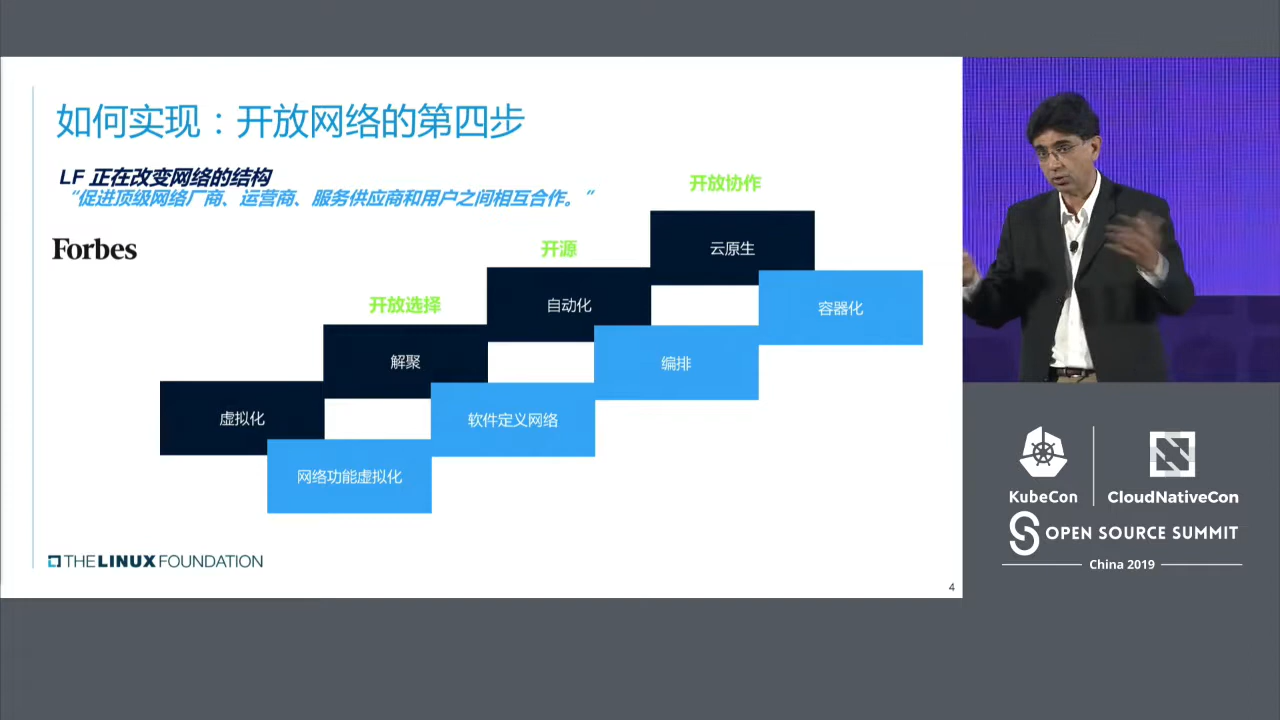 如何实现：开放网络的第四步
LF 正在改变网络的结构
“促进顶级网络厂商、运营商、服务供应商和用户之间相互合作。”
Forbes
开放协作
云原生
开源
容器化
自动化
开放选择
编排
解聚
软件定义网络
虚拟化
网络功能虚拟化
THE LINUX FOUNDATION
4
KubeCon
CloudNativeCon
OPEN SOURCE SUMMIT
China 2019